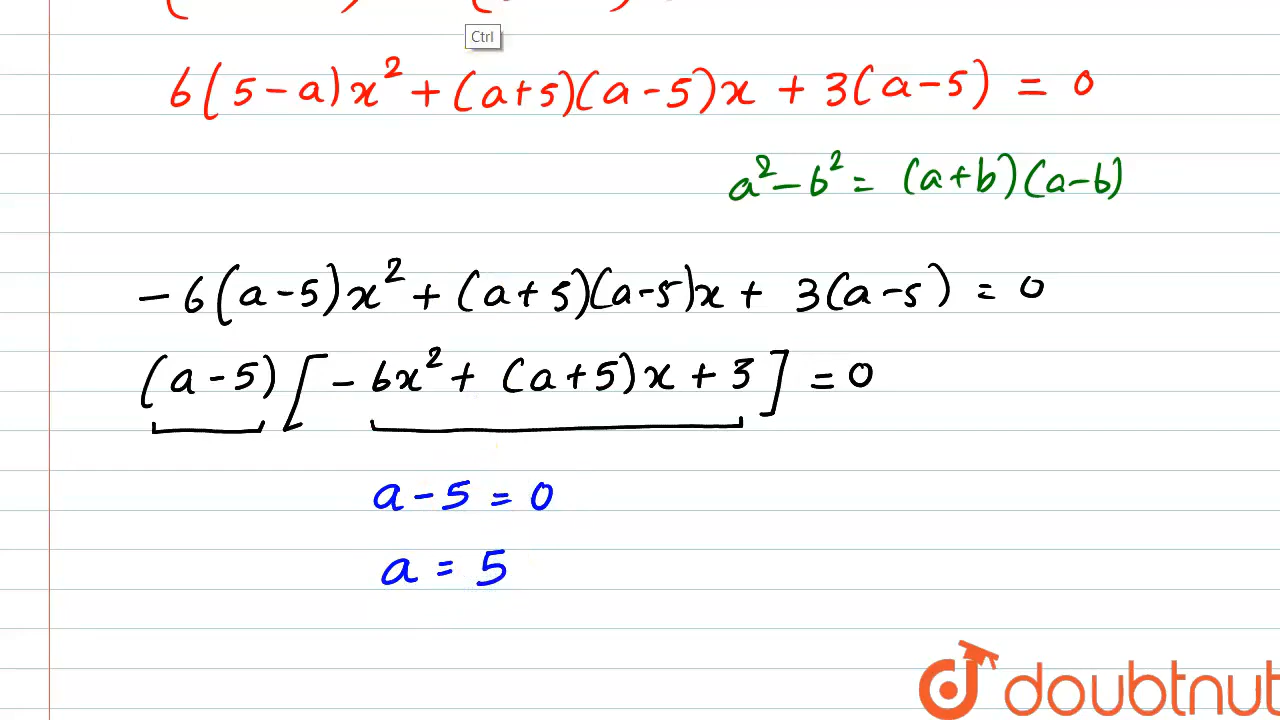 Ctrl
6(5-a)x² + (a+5)(a-5)x + 3(a-5) = 0
a² - b² = (a+b)(a-b)
-6(a-5)x² + (a+5)(a-5)x + 3(a-5) = 0
(a-5)[-6x² + (a+5)x + 3] = 0
a-5 = 0
a = 5
doubtnut